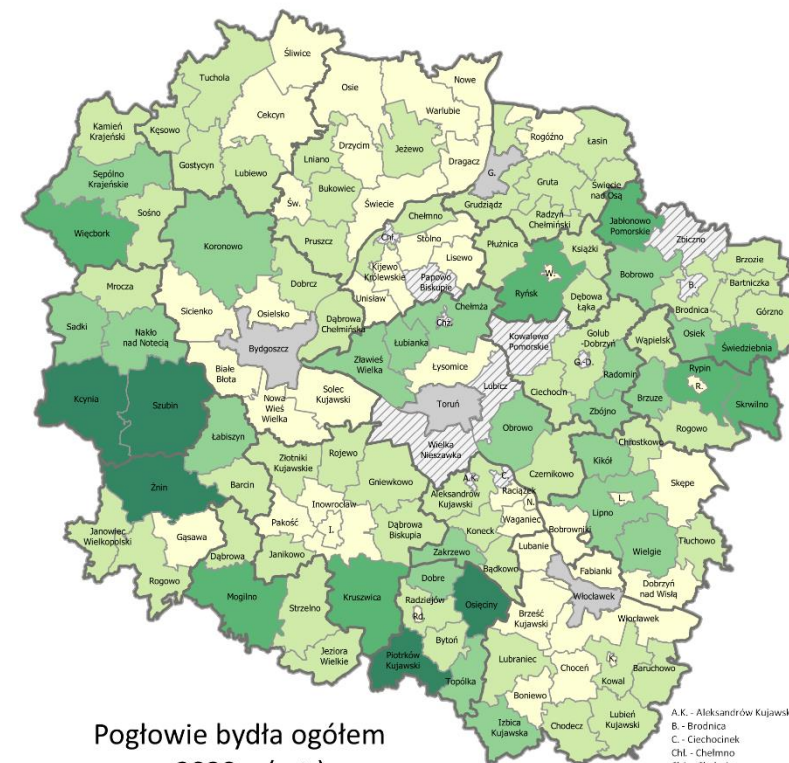 Śliwice
Tuchola
Osie
Nowe
Cekcyn
Warlubie
Kamień
Krajeński
Kęsowo
Drzycim
Jeżewo
Rogóźno
Łasin
Gostycyn
Lubiewo
Lniano
Dragacz
G.
Sępólno
Krajeńskie
Bukowiec
Gruta
Święcie
nad Osą
Sośno
Św.
Świecie
Grudziądz
Radzyń
Chełmiński
Jabłonowo
Pomorskie
Zbiczno
Więcbork
Koronowo
Pruszcz
Chełmno
Chł.
Stolno
Płużnica
Książki
Brzozie
Mrocza
Dobrcz
Kijewo
Królewskie
Lisewo
W.
Bobrowo
B.
Bartniczka
Unisław
Papowo
Biskupie
Ryńsk
Dębowa
Łąka
Brodnica
Górzno
Sicienko
Osielsko
Dąbrowa
Chełmińska
Chełmża
Chż.
Sadki
Nakło
nad Notecią
Bydgoszcz
Łubianka
Kowalewo
Pomorskie
Golub
-Dobrzyń
Wąpielsk
Osiek
Świedziebnia
Zławieś
Wielka
G.-D.
Białe
Błota
Łysomice
Lubicz
Ciechocin
Radomin
Rypin
R.
Kcynia
Szubin
Nowa
Wieś
Wielka
Solec
Kujawski
Toruń
Zbójno
Brzuze
Skrwilno
Łabiszyn
Wielka
Nieszawka
Obrowo
Rogowo
Złotniki
Kujawskie
Rojewo
Chrostkowo
Żnin
Barcin
Gniewkowo
A.K.
C.
Czernikowo
Kikół
Skępe
Aleksandrów
Kujawski
Raciążek
N.
Inowrocław
I.
Pakość
Waganiec
L.
Lipno
Janowiec
Wielkopolski
Gąsawa
Dąbrowa
Biskupia
Koneck
Bobrowniki
Wielgie
Tłuchowo
Dąbrowa
Janikowo
Zakrzewo
Bądkowo
Lubanie
Fabianki
Rogowo
Dobre
Dobrzyń
nad Wisłą
Mogilno
Strzelno
Kruszwica
Radziejów
Rd.
Osięciny
Włocławek
Brześć
Kujawski
Włocławek
Jeziora
Wielkie
Bytoń
Lubraniec
K.
Baruchowo
Piotrków
Kujawski
Topólka
Choceń
Kowal
Boniewo
Izbica
Kujawska
Chodecz
Lubień
Kujawski
Pogłowie bydła ogółem
A.K. - Aleksandrów Kujawsk
B. - Brodnica
C. - Ciechocinek
Chł. - Chełmno